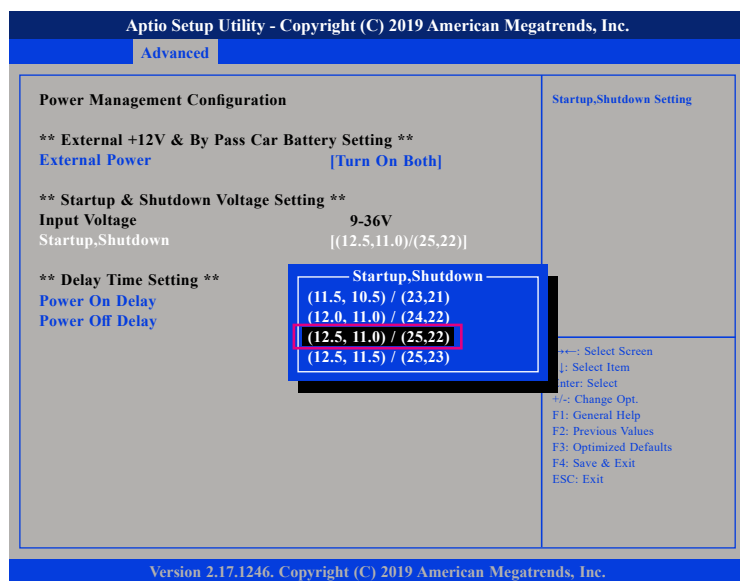 Aptio Setup Utility - Copyright (C) 2019 American Megatrends, Inc.
Advanced
Power Management Configuration
** External +12V & By Pass Car Battery Setting **
External Power [Turn On Both]
** Startup & Shutdown Voltage Setting **
Input Voltage 9-36V
Startup,Shutdown [(12.5,11.0)/(25,22)]
** Delay Time Setting **
Power On Delay
Power Off Delay
Startup,Shutdown
(11.5, 10.5) / (23,21)
(12.0, 11.0) / (24,22)
(12.5, 11.0) / (25,22)
(12.5, 11.5) / (25,23)
Startup,Shutdown Setting
→←: Select Screen
↓: Select Item
nter: Select
+/-: Change Opt.
F1: General Help
F2: Previous Values
F3: Optimized Defaults
F4: Save & Exit
ESC: Exit
Version 2.17.1246. Copyright (C) 2019 American Megatrends, Inc.